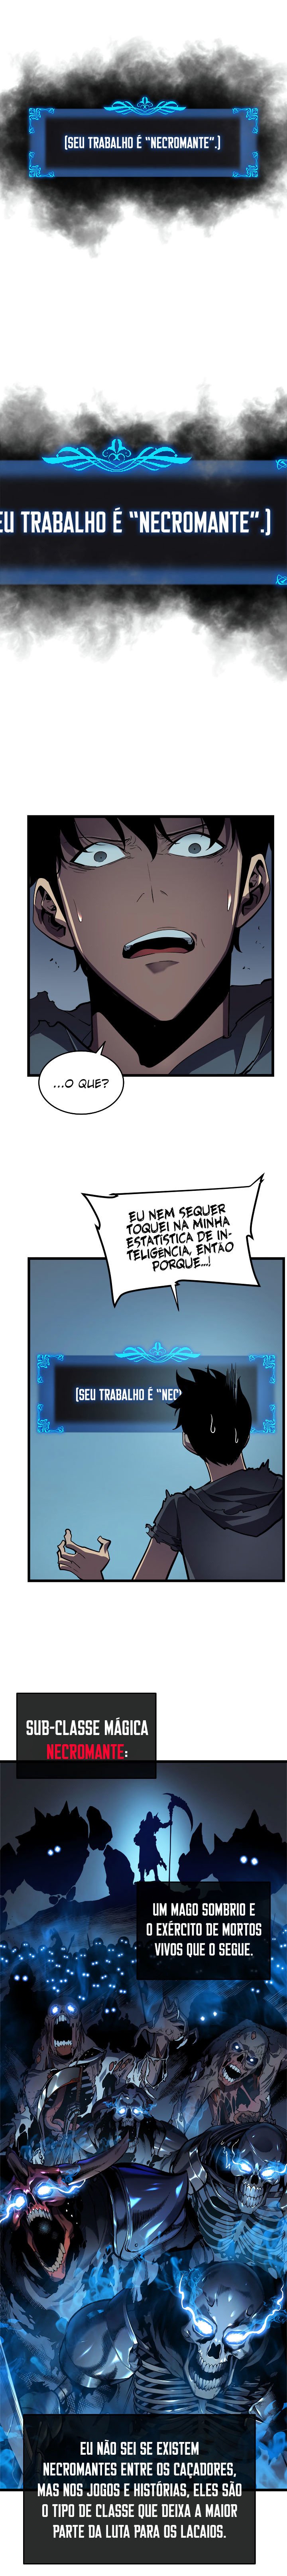 [SEU TRABALHO É “NECROMANTE”.]
EU TRABALHO É “NECROMANTE”.]
...O QUE?
EU NEM SEQUER
TOQUEI NA MINHA
ESTATÍSTICA DE IN-
TELIGÊNCIA, ENTÃO
PORQUE...]
[SEU TRABALHO É “NEC
SUB-CLASSE MÁGICA
NECROMANTE:
UM MAGO SOMBRIO E
O EXÉRCITO DE MORTOS
VIVOS QUE O SEGUE.
EU NÃO SEI SE EXISTEM
NECROMANTES ENTRE OS CAÇADORES,
MAS NOS JOGOS E HISTÓRIAS, ELES SÃO
O TIPO DE CLASSE QUE DEIXA A MAIOR
PARTE DA LUTA PARA OS LACAIOS.